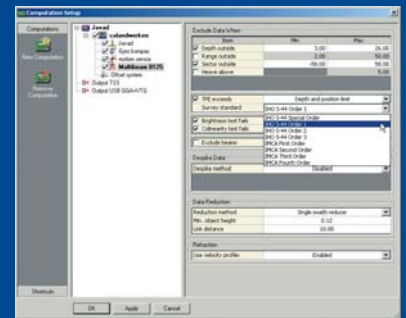 Computation Setup
Computations
New Computation
Remove Computation
Shortcuts
Javad
calandwerken
Javad
Gyro kompas
motion sensor
Multibeam 8125
Offset system
Output TSS
Output USB GGA+VTG
Exclude Data When
Item Min Max
Depth outside 3.00 26.00
Range outside 2.00 50.00
Sector outside -58.00 58.00
Heave above 5.00
TPE exceeds Depth and position limit
Survey standard IHO S-44 Order 1
Brightness test fails
Colinearity test fails
Exclude beams
IHO S-44 Special Order
IHO S-44 Order 1
IHO S-44 Order 2
IHO S-44 Order 3
IMCA First Order
IMCA Second Order
IMCA Third Order
IMCA Fourth Order
Despike Data
Despike method Disabled
Data Reduction
Reduction method Single swath reducer
Min. object height 0.12
Link distance 10.00
Refraction
Use velocity profile: Enabled
OK
Apply
Cancel